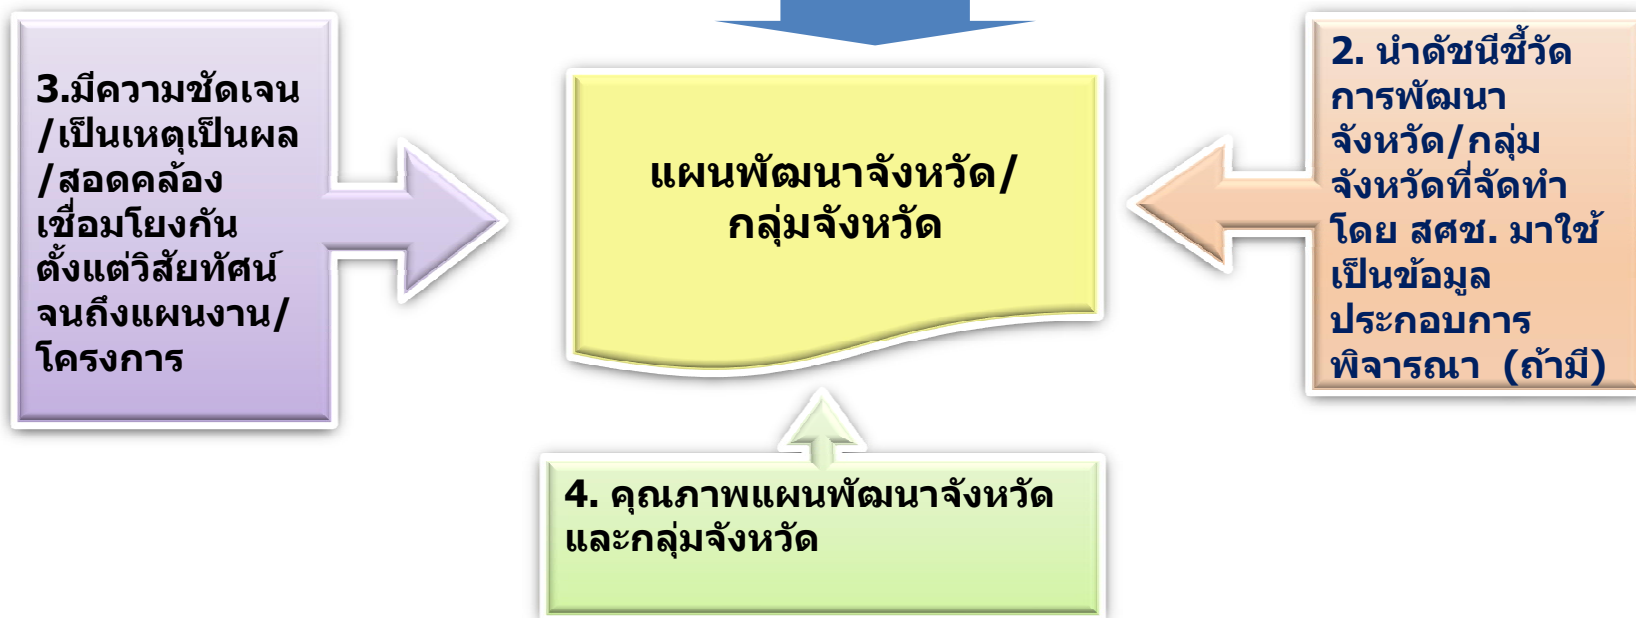 3.มีความชัดเจน
/เป็นเหตุเป็นผล
/สอดคล้อง
เชื่อมโยงกัน
ตั้งแต่วิสัยทัศน์
จนถึงแผนงาน/
โครงการ
แผนพัฒนาจังหวัด/
กลุ่มจังหวัด
2. นำดัชนีชี้วัด
การพัฒนา
จังหวัด/กลุ่ม
จังหวัดที่จัดทำ
โดย สศช. มาใช้
เป็นข้อมูล
ประกอบการ
พิจารณา (ถ้ามี)
4. คุณภาพแผนพัฒนาจังหวัด
และกลุ่มจังหวัด